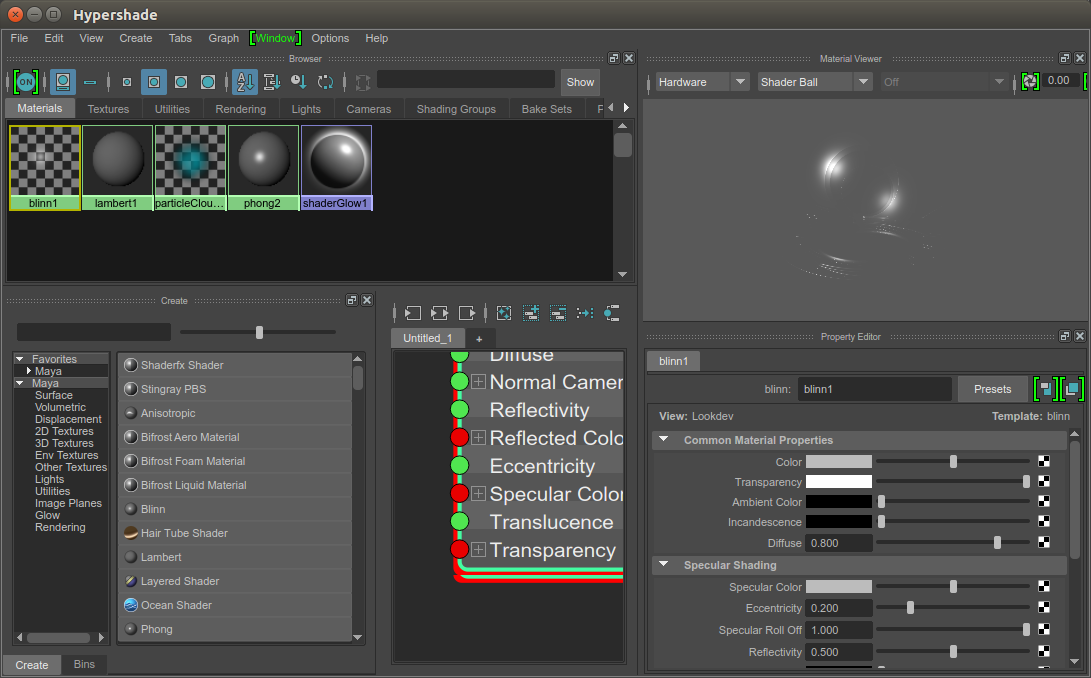 Hypershade
File Edit View Create Tabs Graph [Window] Options Help
Browser
ON
A
Z
Show
Materials Textures Utilities Rendering Lights Cameras Shading Groups Bake Sets
blinn1 lambert1 particleClou... phong2 shaderGlow1
Material Viewer
Hardware Shader Ball Off 0.00
Create
Favorites
Maya
Maya
Surface
Volumetric
Displacement
2D Textures
3D Textures
Env Textures
Other Textures
Lights
Utilities
Image Planes
Glow
Rendering
Shaderfx Shader
Stingray PBS
Anisotropic
Bifrost Aero Material
Bifrost Foam Material
Bifrost Liquid Material
Blinn
Hair Tube Shader
Lambert
Layered Shader
Ocean Shader
Phong
Create Bins
Untitled_1 +
Diffuse
Normal Camer
Reflectivity
Reflected Colo
Eccentricity
Specular Color
Translucence
Transparency
Property Editor
blinn1
blinn: blinn1 Presets
View: Lookdev Template: blinn
Common Material Properties
Color
Transparency
Ambient Color
Incandescence
Diffuse 0.800
Specular Shading
Specular Color
Eccentricity 0.200
Specular Roll Off 1.000
Reflectivity 0.500